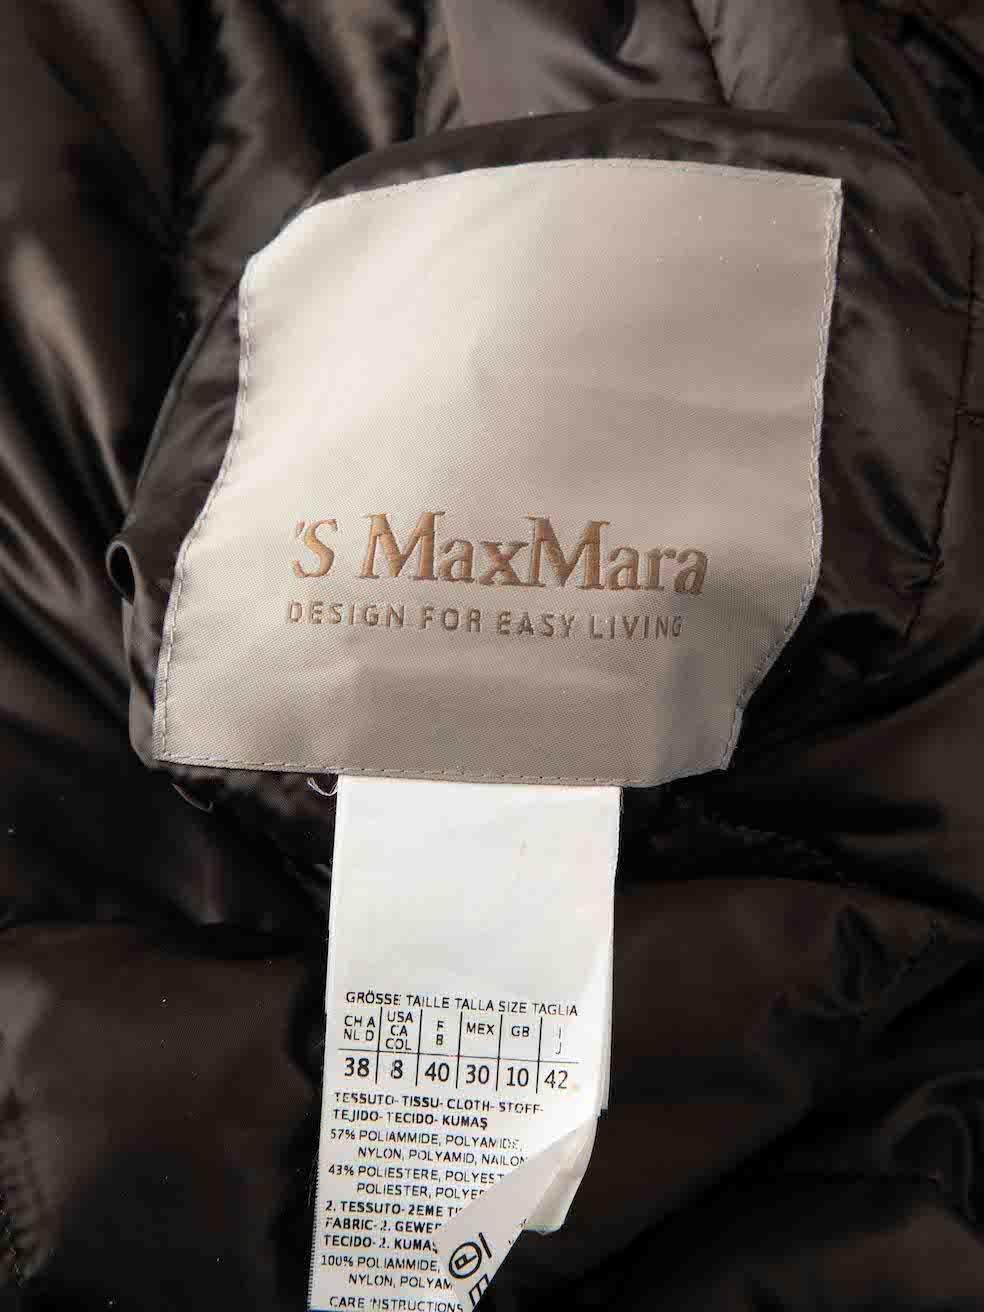 'S MaxMara
DESIGN FOR EASY LIVING
GRÖSSE TAILLE TALLA SIZE TAGLIA
CH A USA F MEX GB I
NL D CA B J
COL
38 8 40 30 10 42
TESSUTO- TISSU- CLOTH- STOFF-
TEJIDO- TECIDO- KUMAŞ
57% POLIAMMIDE, POLYAMIDE,
NYLON, POLYAMID, NAILON
43% POLIESTERE, POLYEST
POLIESTER, POLYE
2. TESSUTO- 2EME TI
FABRIC- 2. GEWE
TECIDO- 2. KUMAŞ
100% POLIAMMIDE,
NYLON, POLYAM
CARE INSTRUCTIONS
P